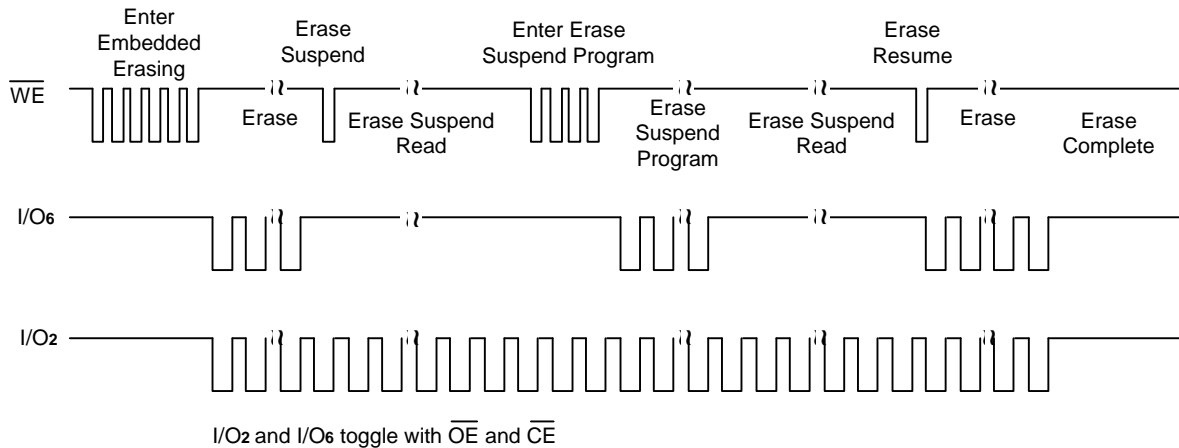 Enter
Embedded
Erasing
Erase
Suspend
Enter Erase
Suspend Program
Erase
Resume
WE
Erase
Erase Suspend
Read
Erase
Suspend
Program
Erase Suspend
Read
Erase
Erase
Complete
I/O6
I/O2
I/O2 and I/O6 toggle with OE and CE